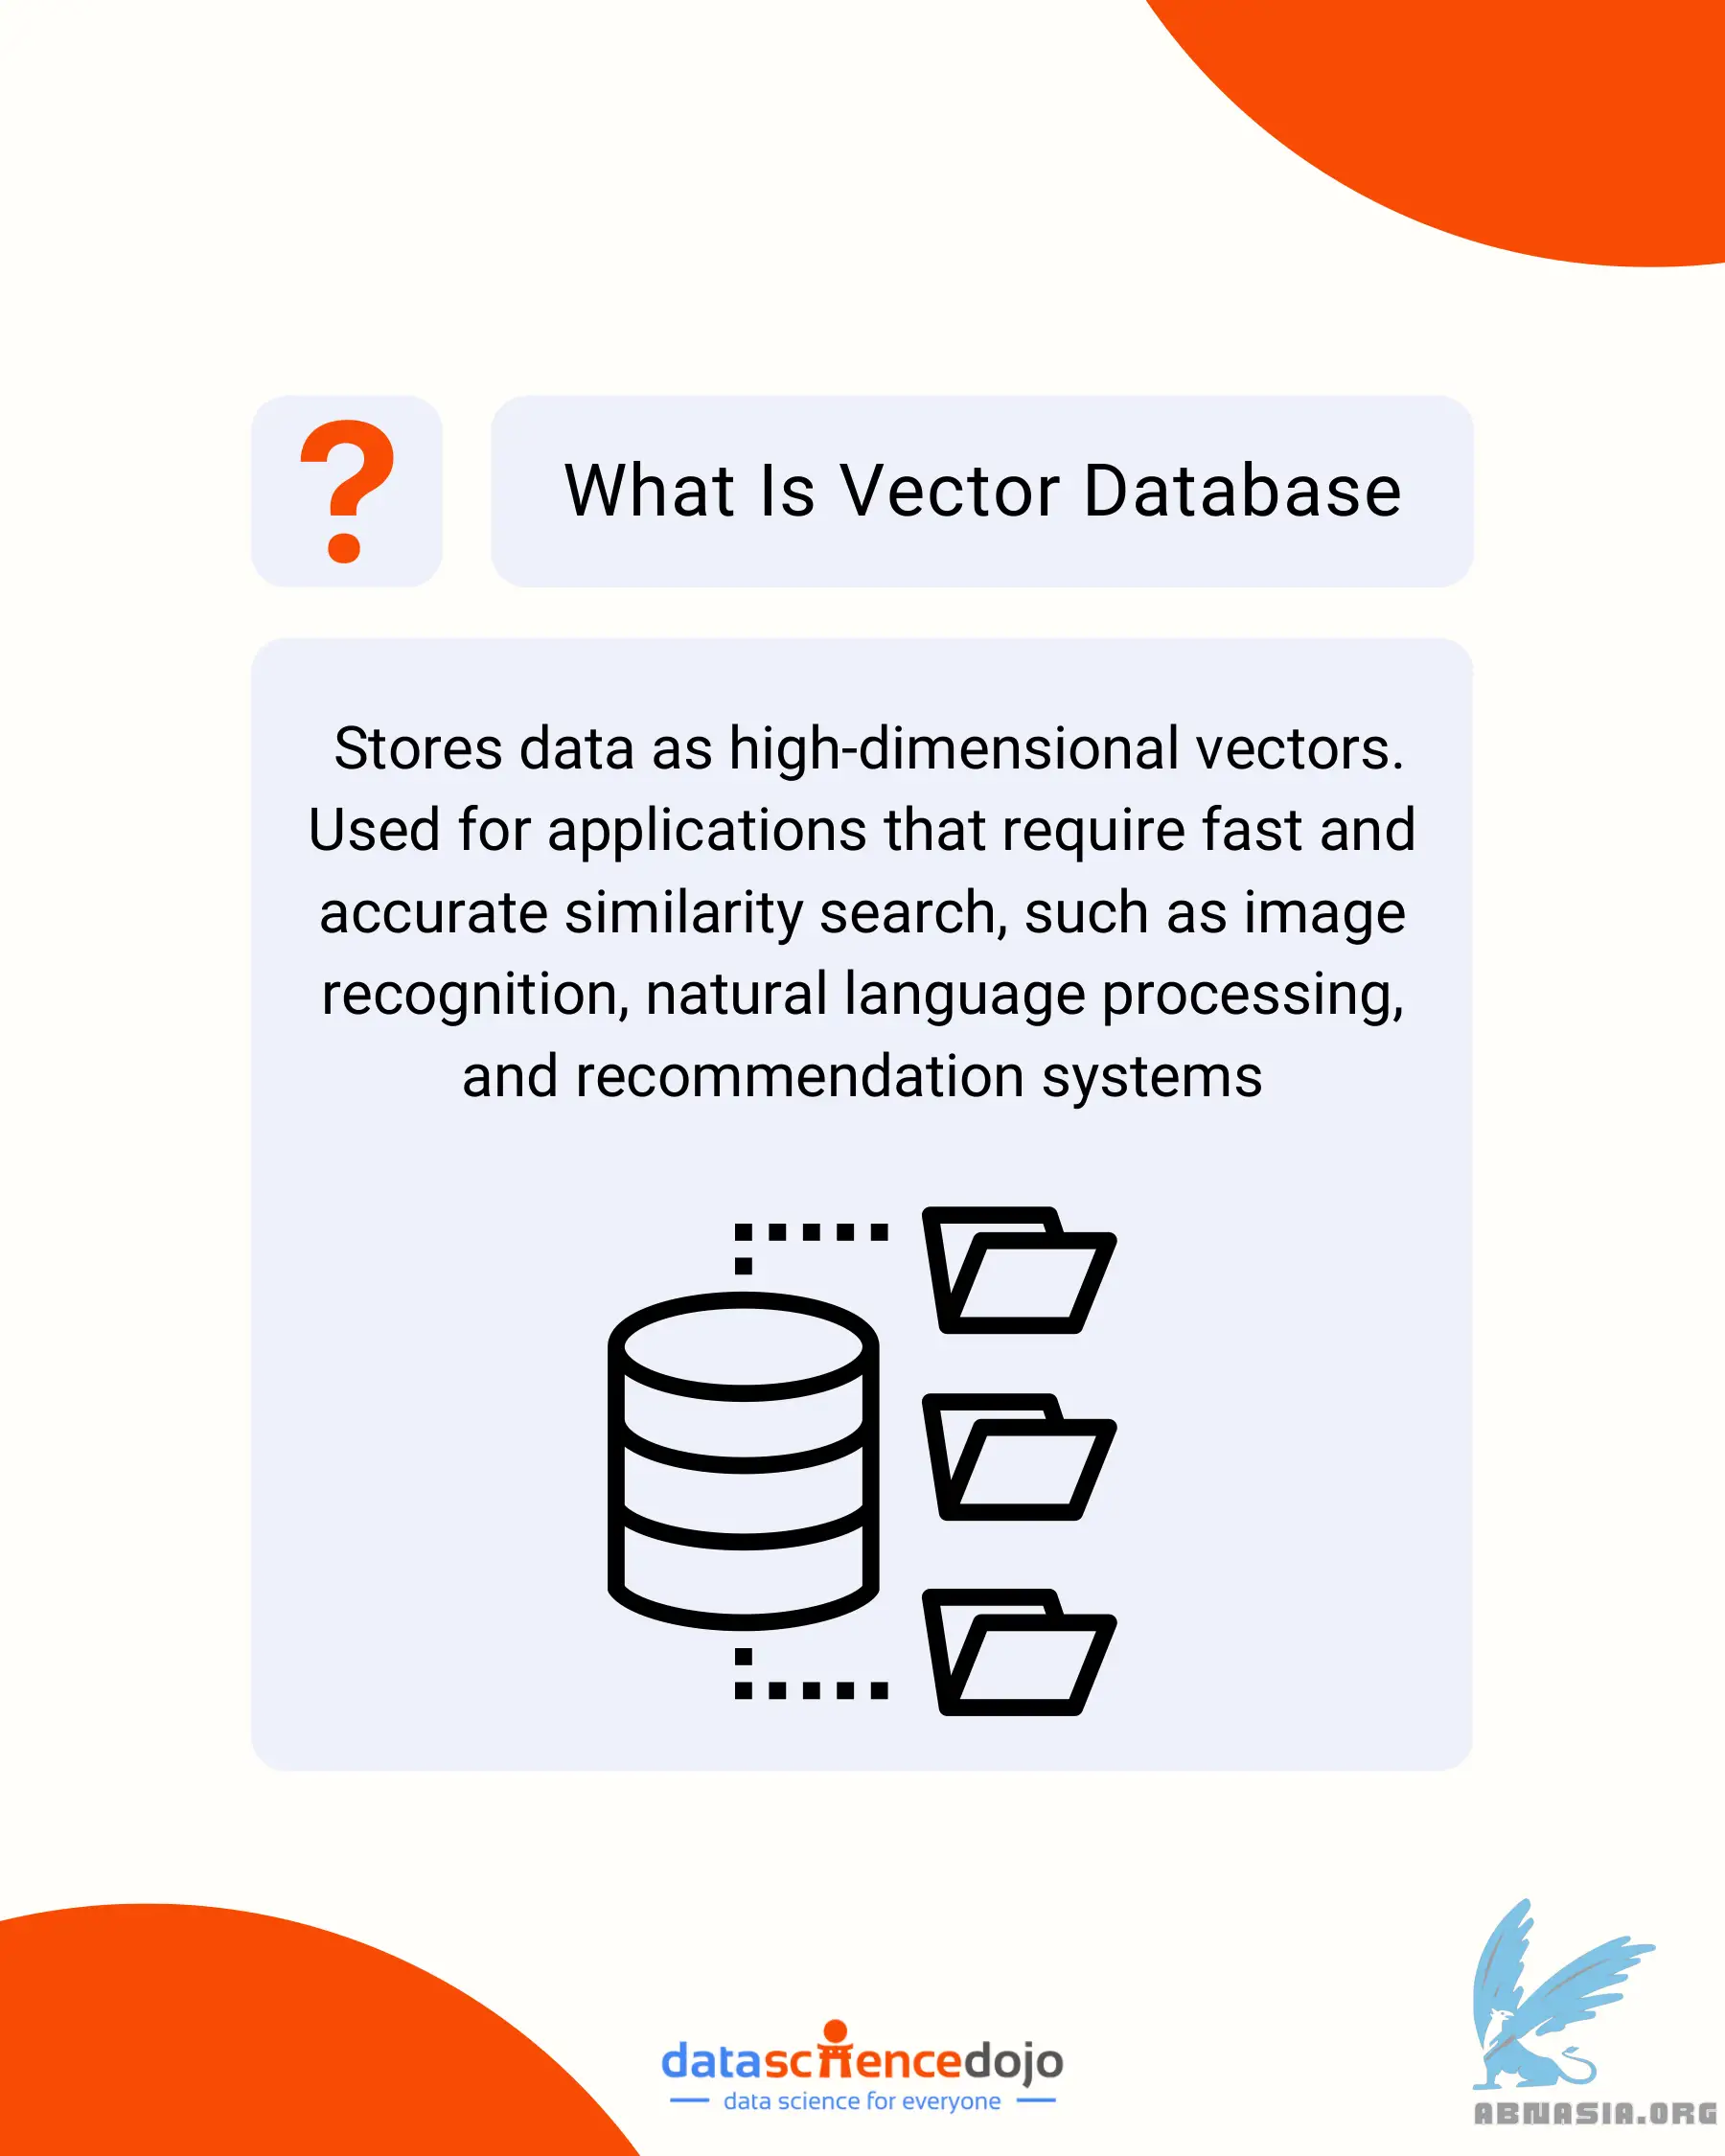 ?
What Is Vector Database
Stores data as high-dimensional vectors.
Used for applications that require fast and
accurate similarity search, such as image
recognition, natural language processing,
and recommendation systems
datasciencedojo
data science for everyone
ABNASIA.ORG